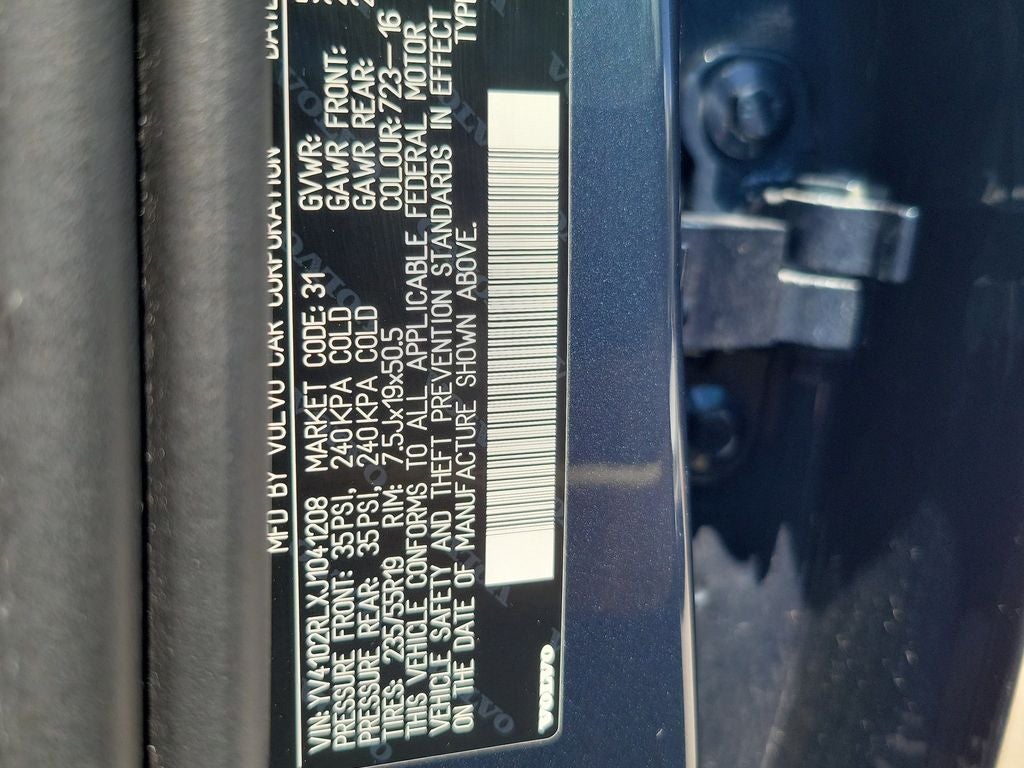 MFD BY VOLVO CAR CORPORATION
VIN: YV4102RLXJ1041208 MARKET CODE: 31 GVWR:
PRESSURE FRONT: 35PSI, 240KPA COLD GAWR FRONT:
PRESSURE REAR: 35PSI, 240KPA COLD GAWR REAR:
TIRES: 235/55R19 RIM: 7.5Jx19x50.5 COLOUR: 723-16
THIS VEHICLE CONFORMS TO ALL APPLICABLE FEDERAL MOTOR
VEHICLE SAFETY AND THEFT PREVENTION STANDARDS IN EFFECT
ON THE DATE OF MANUFACTURE SHOWN ABOVE. TYPE
VOLVO